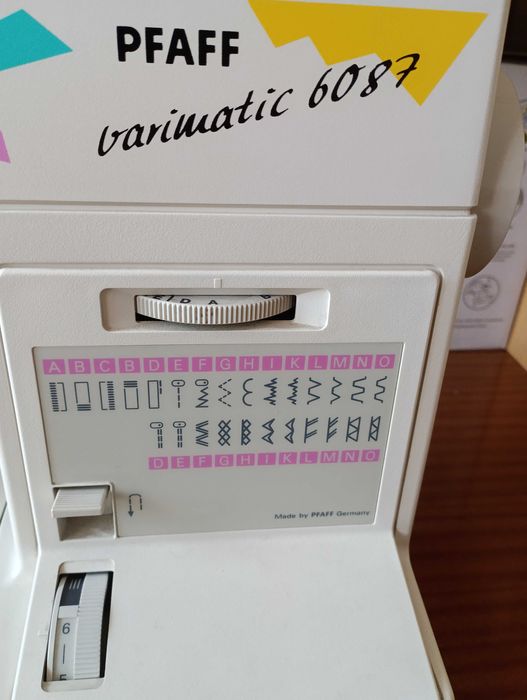 PFAFF
varimatic 6087
D A B
A B C B D E F G H I K L M N O
D E F G H I K L M N O
Made by PFAFF Germany
6